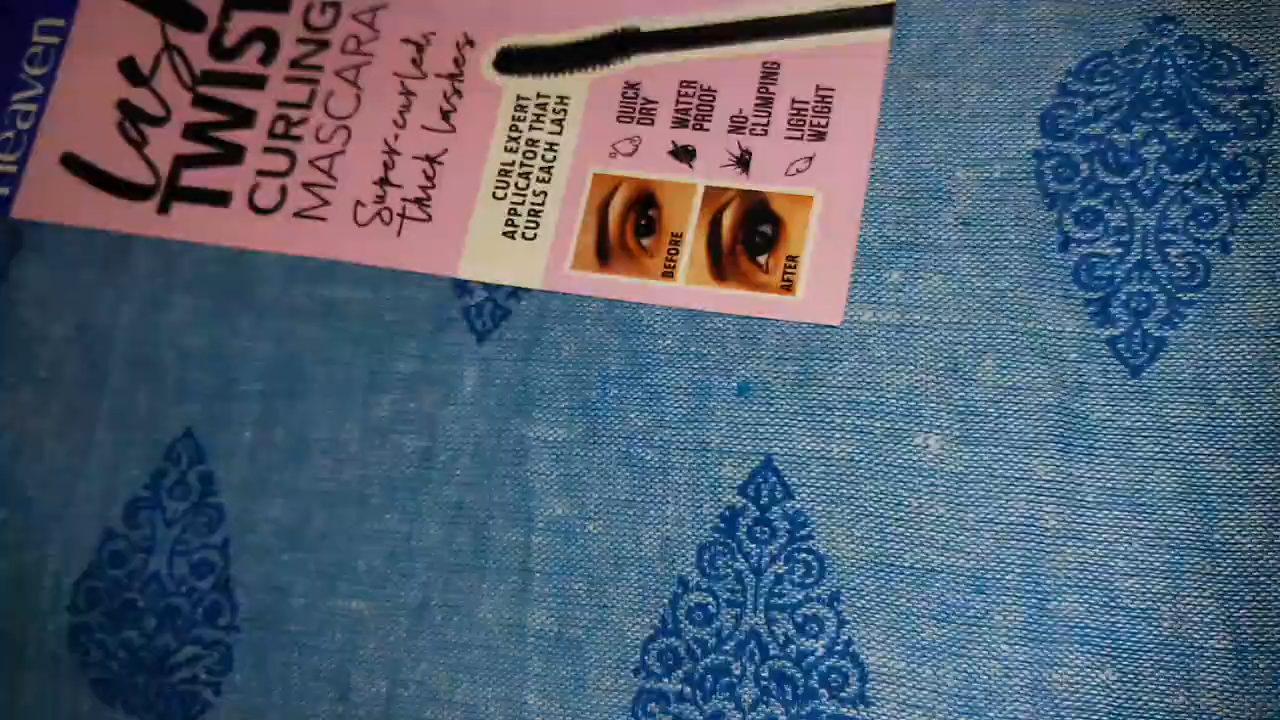 heaven
lash
TWIST
CURLING
MASCARA
Super-curled,
thick lashes
CURL EXPERT
APPLICATOR THAT
CURLS EACH LASH
QUICK
DRY
WATER
PROOF
NO-
CLUMPING
LIGHT
WEIGHT
BEFORE
AFTER